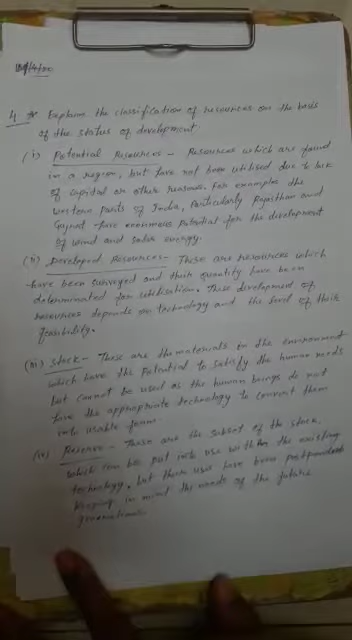 4 Explain the classification of resources on the basis
of the status of development.
(i) Potential Resources - Resources which are found
in a region, but have not been utilised due to lack
of capital or other reasons. For examples the
western parts of India, particularly Rajasthan and
Gujrat have enormous potential for the development
of wind and solar energy.
(ii) Developed Resources - These are resources which
have been surveyed and their quantity have been
determinated for utilisation. These development of
resources depends on technology and the level of their
feasibility.
(iii) Stock - These are the materials in the environment
which have the Potential to satisfy the human needs
but cannot be used as the human beings do not
have the appropriate technology to convert them
into usable form.
(iv) Reserve - These are the subset of the stock,
which can be put into use with the existing
technology, but their use have been
keeping in mind the needs of the future
generations.